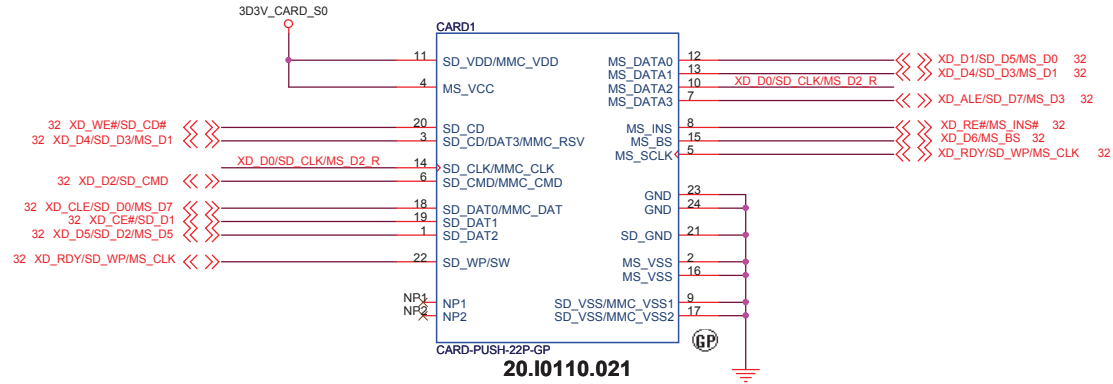 3D3V_CARD_S0
CARD1
11 SD_VDD/MMC_VDD
4 MS_VCC
32 XD_WE#/SD_CD# 20 SD_CD
32 XD_D4/SD_D3/MS_D1 3 SD_CD/DAT3/MMC_RSV
XD_D0/SD_CLK/MS_D2_R 14 SD_CLK/MMC_CLK
32 XD_D2/SD_CMD 6 SD_CMD/MMC_CMD
32 XD_CLE/SD_D0/MS_D7 18 SD_DAT0/MMC_DAT
32 XD_CE#/SD_D1 19 SD_DAT1
32 XD_D5/SD_D2/MS_D5 1 SD_DAT2
32 XD_RDY/SD_WP/MS_CLK 22 SD_WP/SW
NP1 NP1
NP2 NP2
MS_DATA0 12 XD_D1/SD_D5/MS_D0 32
MS_DATA1 13 XD_D4/SD_D3/MS_D1 32
MS_DATA2 10 XD_D0/SD_CLK/MS_D2_R
MS_DATA3 7 XD_ALE/SD_D7/MS_D3 32
MS_INS 8 XD_RE#/MS_INS# 32
MS_BS 15 XD_D6/MS_BS 32
MS_SCLK 5 XD_RDY/SD_WP/MS_CLK 32
GND 23
GND 24
SD_GND 21
MS_VSS 2
MS_VSS 16
SD_VSS/MMC_VSS1 9
SD_VSS/MMC_VSS2 17
GP
CARD-PUSH-22P-GP
20.I0110.021